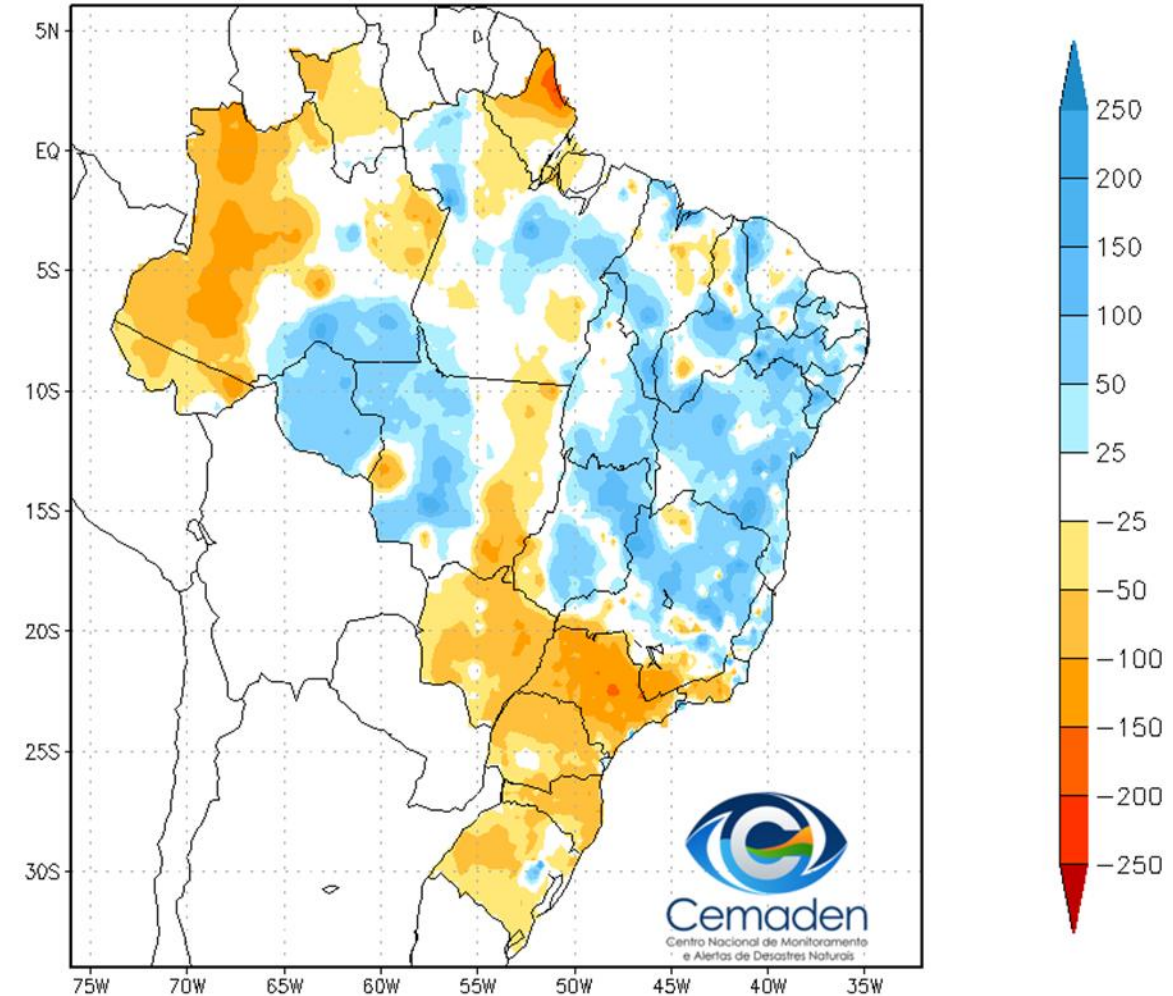 5N
EQ
5S
10S
15S
20S
25S
30S
75W 70W 65W 60W 55W 50W 45W 40W 35W
250
200
150
100
50
25
−25
−50
−100
−150
−200
−250
Cemaden
Centro Nacional de Monitoramento
e Alertas de Desastres Naturais